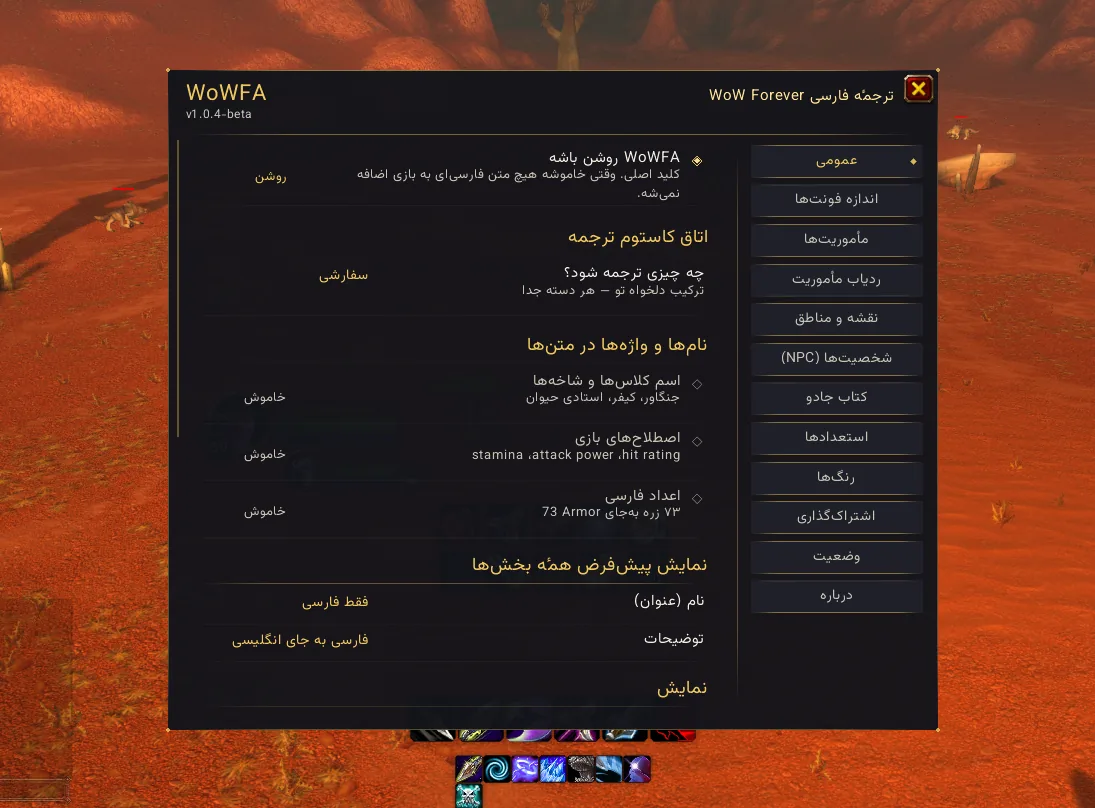 WoWFA
v1.0.4-beta
ترجمهٔ فارسی WoW Forever
عمومی
اندازه فونت‌ها
مأموریت‌ها
ردیاب مأموریت
نقشه و مناطق
شخصیت‌ها (NPC)
کتاب جادو
استعدادها
رنگ‌ها
اشتراک‌گذاری
وضعیت
درباره
WoWFA روشن باشه
روشن
کلید اصلی. وقتی خاموشه هیچ متن فارسی‌ای به بازی اضافه
نمی‌شه.
اتاق کاستوم ترجمه
چه چیزی ترجمه شود؟
سفارشی
ترکیب دلخواه تو – هر دسته جدا
نام‌ها و واژه‌ها در متن‌ها
اسم کلاس‌ها و شاخه‌ها
جنگاور، کیفر، استادی حیوان
خاموش
اصطلاح‌های بازی
stamina ،attack power ،hit rating
خاموش
اعداد فارسی
۷۳ زره به‌جای 73 Armor
خاموش
نمایش پیش‌فرض همهٔ بخش‌ها
نام (عنوان)
فقط فارسی
توضیحات
فارسی به جای انگلیسی
نمایش